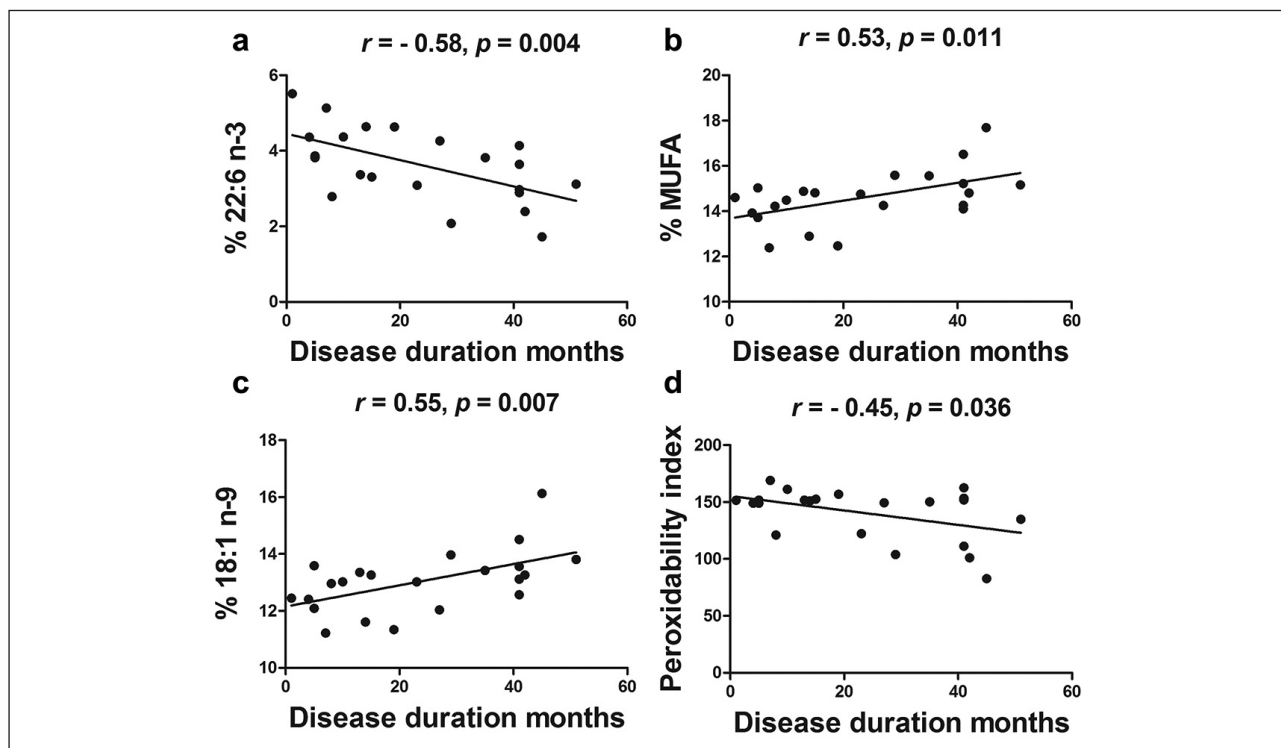 a
r = - 0.58, p = 0.004
% 22:6 n-3
6
4
2
0
0 20 40 60
Disease duration months
b
r = 0.53, p = 0.011
% MUFA
20
18
16
14
12
10
0 20 40 60
Disease duration months
c
r = 0.55, p = 0.007
% 18:1 n-9
18
16
14
12
10
0 20 40 60
Disease duration months
d
r = - 0.45, p = 0.036
Peroxidability index
200
150
100
50
0
0 20 40 60
Disease duration months